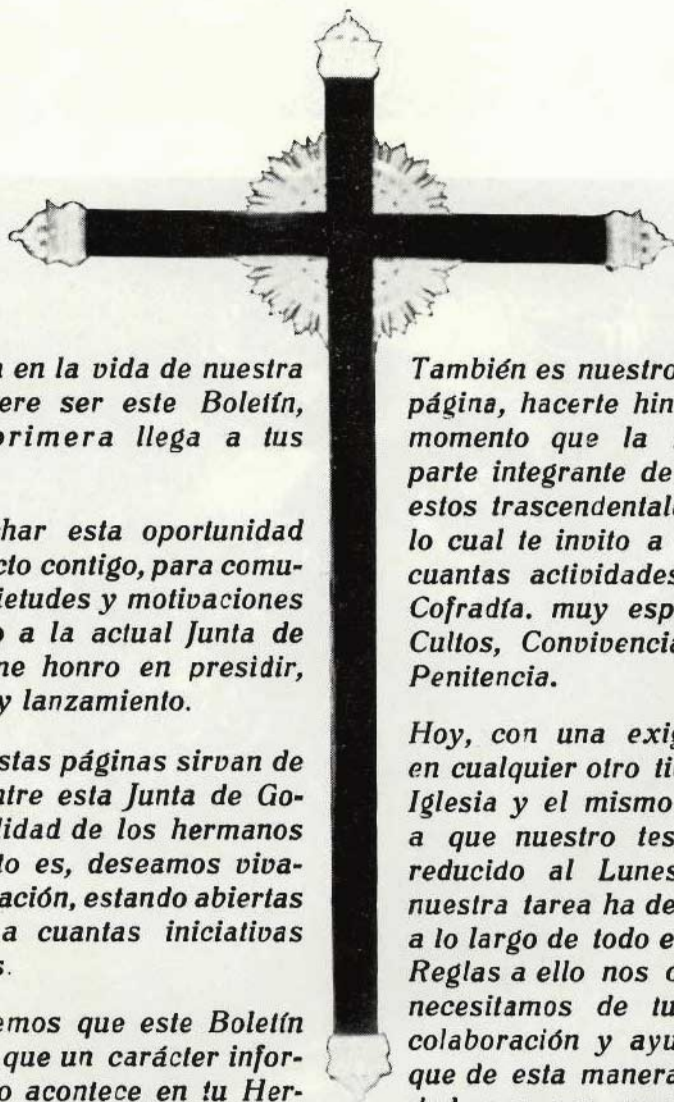 en la vida de nuestra
ere ser este Boletín,
primera llega a tus
har esta oportunidad
cto contigo, para comu-
ietudes y motivaciones
o a la actual Junta de
me honro en presidir,
y lanzamiento.
stas páginas sirvan de
ntre esta Junta de Go-
lidad de los hermanos
to es, deseamos viva-
ación, estando abiertas
a cuantas iniciativas
s.
emos que este Boletín
que un carácter infor-
o acontece en tu Her-
También es nuestro
página, hacerte hin
momento que la
parte integrante de
estos trascendental
lo cual te invito a
cuantas actividades
Cofradía. muy esp
Cultos, Convivencia
Penitencia.
Hoy, con una exig
en cualquier otro ti
Iglesia y el mismo
a que nuestro tes
reducido al Lunes
nuestra tarea ha de
a lo largo de todo e
Reglas a ello nos o
necesitamos de tu
colaboración y ayu
que de esta manera